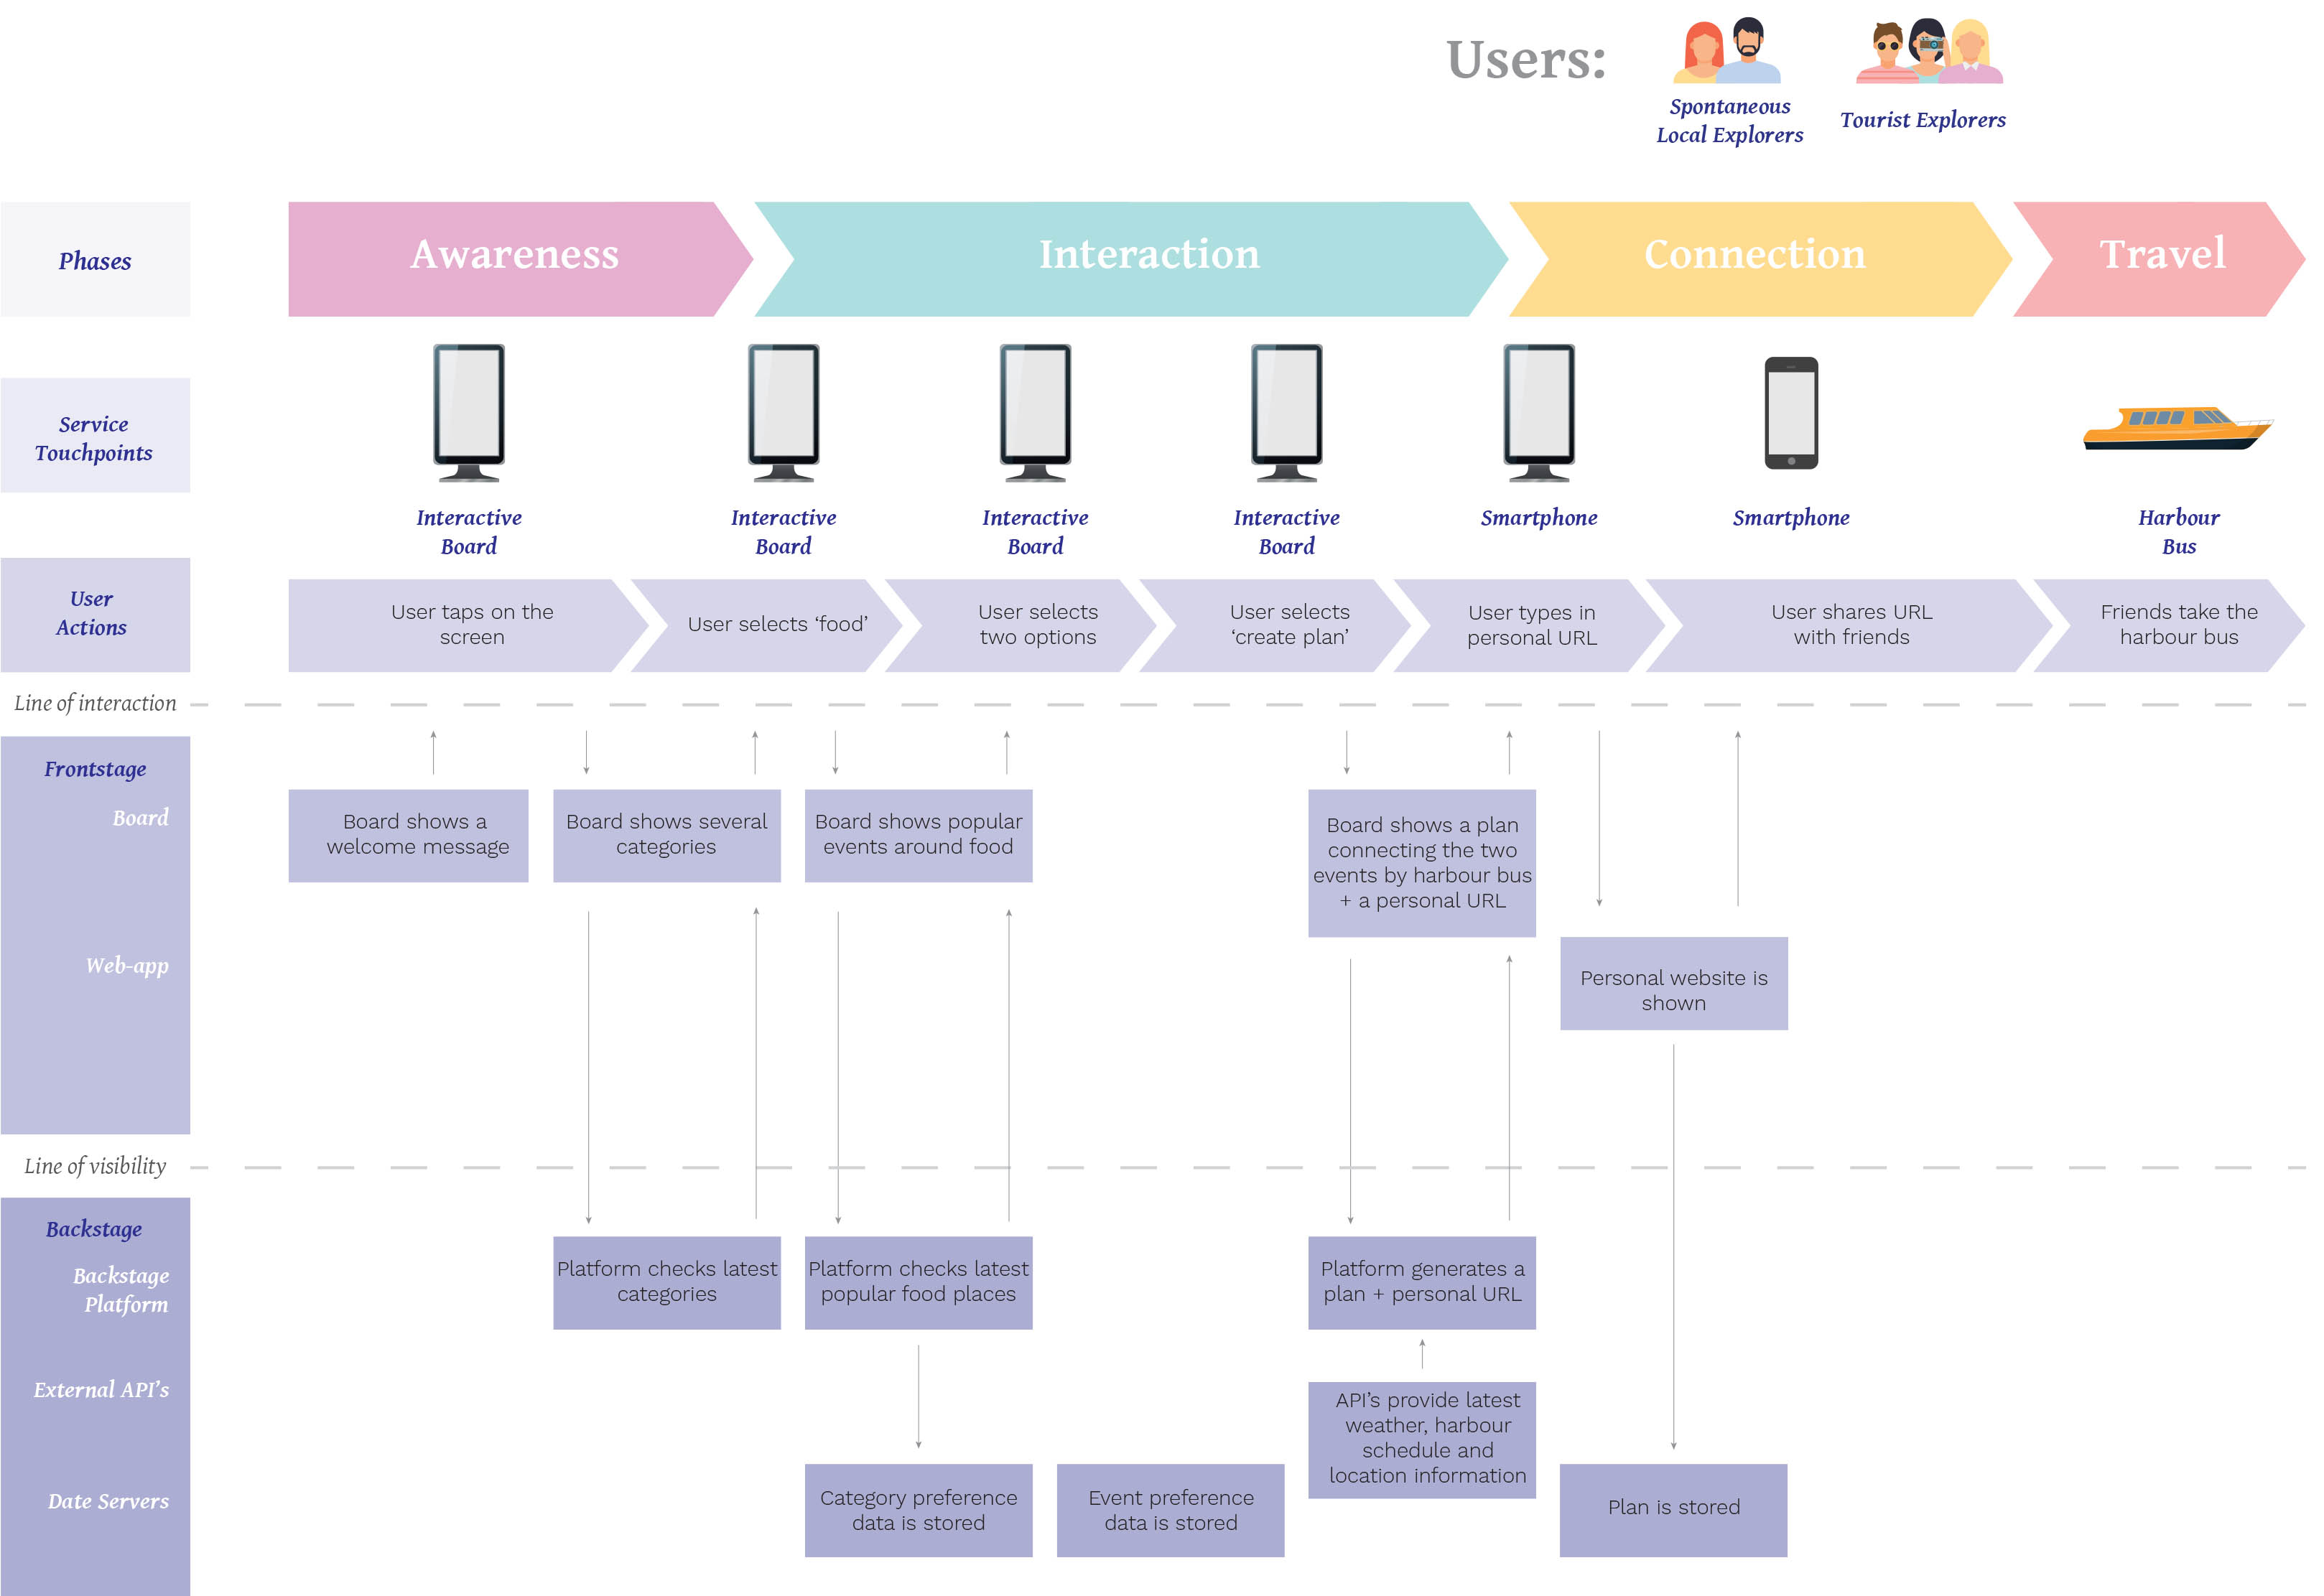 Users:
Spontaneous
Local Explorers
Tourist Explorers
Phases
Awareness
Interaction
Connection
Travel
Service
Touchpoints
Interactive
Board
Interactive
Board
Interactive
Board
Interactive
Board
Smartphone
Smartphone
Harbour
Bus
User
Actions
User taps on the
screen
User selects ‘food’
User selects
two options
User selects
‘create plan’
User types in
personal URL
User shares URL
with friends
Friends take the
harbour bus
Line of interaction
Frontstage
Board
Board shows a
welcome message
Board shows several
categories
Board shows popular
events around food
Board shows a plan
connecting the two
events by harbour bus
+ a personal URL
Web-app
Personal website is
shown
Line of visibility
Backstage
Backstage
Platform
Platform checks latest
categories
Platform checks latest
popular food places
Platform generates a
plan + personal URL
External API’s
API’s provide latest
weather, harbour
schedule and
location information
Date Servers
Category preference
data is stored
Event preference
data is stored
Plan is stored